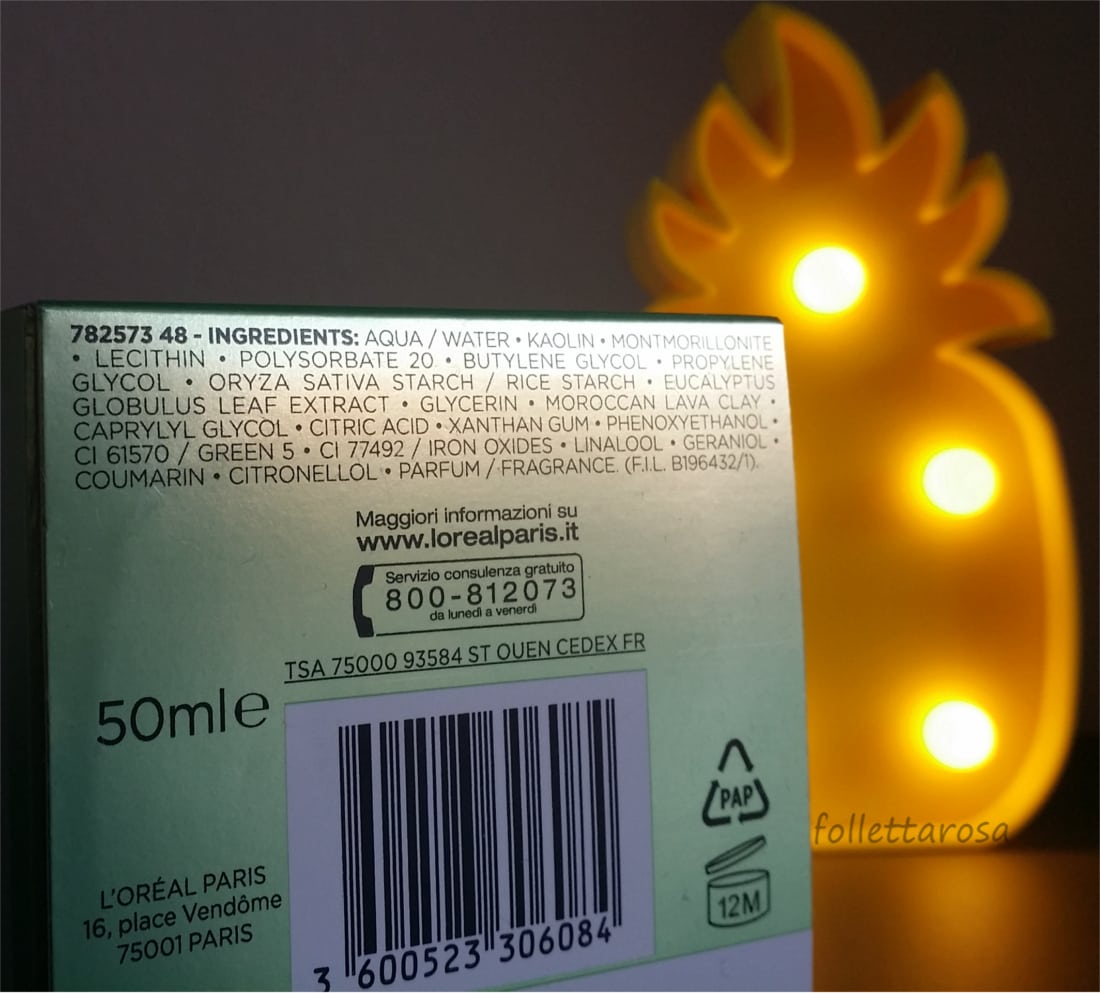 782573 48 - INGREDIENTS: AQUA / WATER • KAOLIN • MONTMORILLONITE
• LECITHIN • POLYSORBATE 20 • BUTYLENE GLYCOL • PROPYLENE
GLYCOL • ORYZA SATIVA STARCH / RICE STARCH • EUCALYPTUS
GLOBULUS LEAF EXTRACT • GLYCERIN • MOROCCAN LAVA CLAY •
CAPRYLYL GLYCOL • CITRIC ACID • XANTHAN GUM • PHENOXYETHANOL •
CI 61570 / GREEN 5 • CI 77492 / IRON OXIDES • LINALOOL • GERANIOL •
COUMARIN • CITRONELLOL • PARFUM / FRAGRANCE. (F.I.L. B196432/1).
Maggiori informazioni su
www.lorealparis.it
Servizio consulenza gratuito
800-812073
da lunedì a venerdì
TSA 75000 93584 ST OUEN CEDEX FR
50ml e
L'ORÉAL PARIS
16, place Vendôme
75001 PARIS
3 600523 306084
PAP
12M
follettarosa